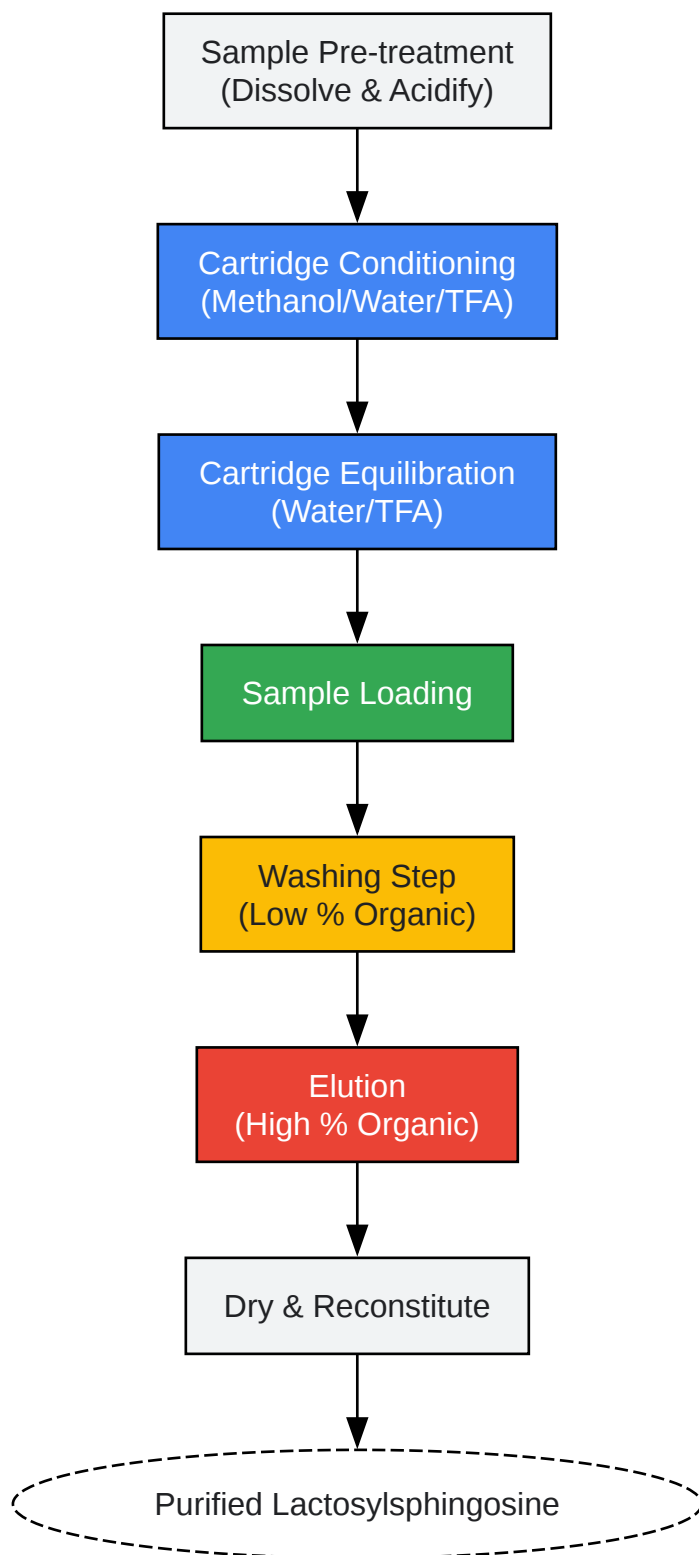 Sample Pre-treatment
(Dissolve & Acidify)
Cartridge Conditioning
(Methanol/Water/TFA)
Cartridge Equilibration
(Water/TFA)
Sample Loading
Washing Step
(Low % Organic)
Elution
(High % Organic)
Dry & Reconstitute
Purified Lactosylsphingosine